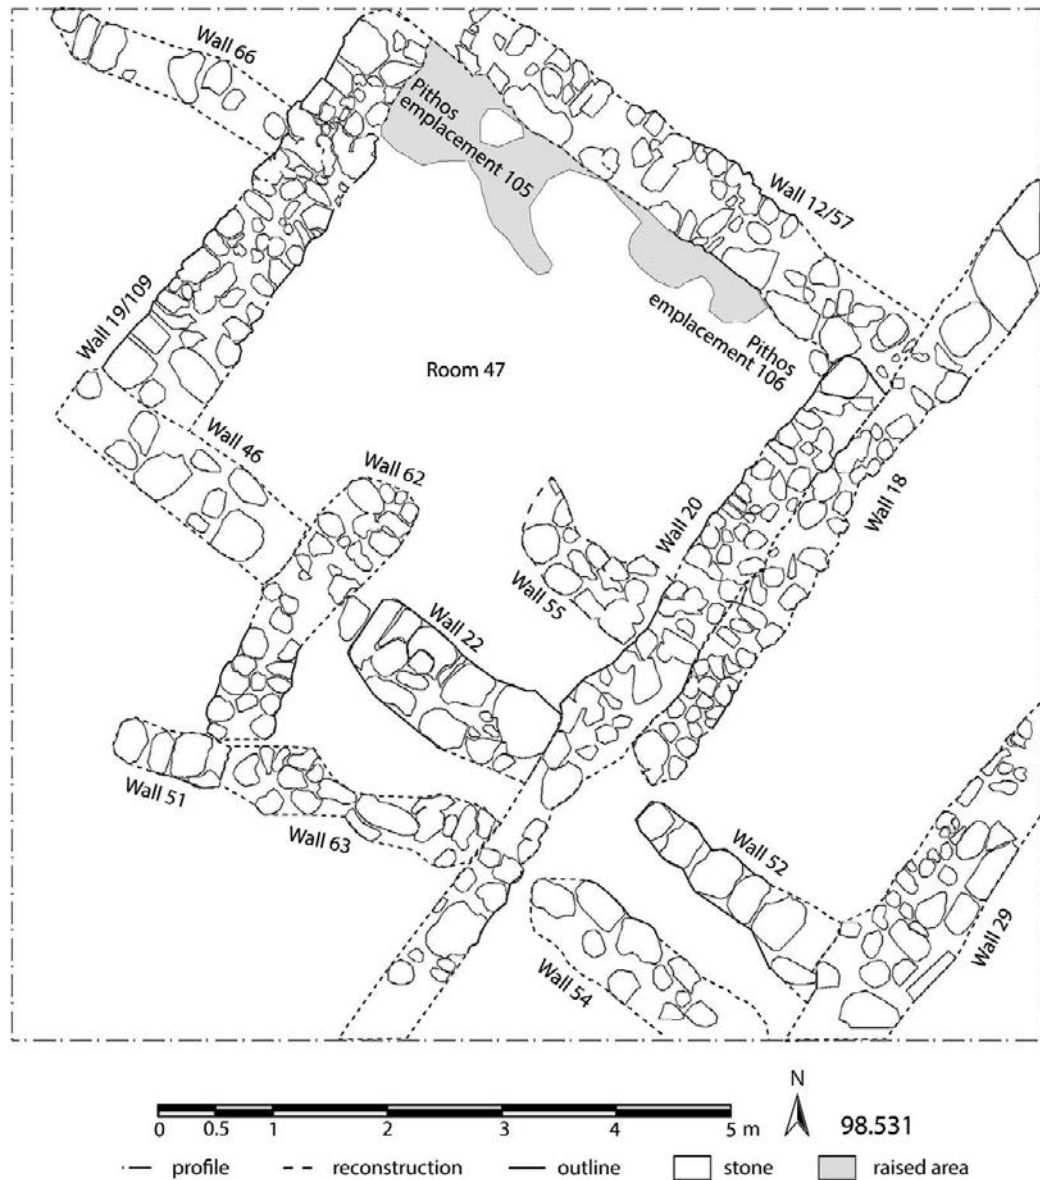 Wall 66
Pithos
emplacement 105
Wall 12/57
Wall 19/109
emplacement 106
Pithos
Room 47
Wall 46
Wall 62
Wall 20
Wall 18
Wall 55
Wall 22
Wall 51
Wall 63
Wall 52
Wall 54
Wall 29
N
0 0.5 1 2 3 4 5 m
98.531
profile reconstruction outline stone raised area